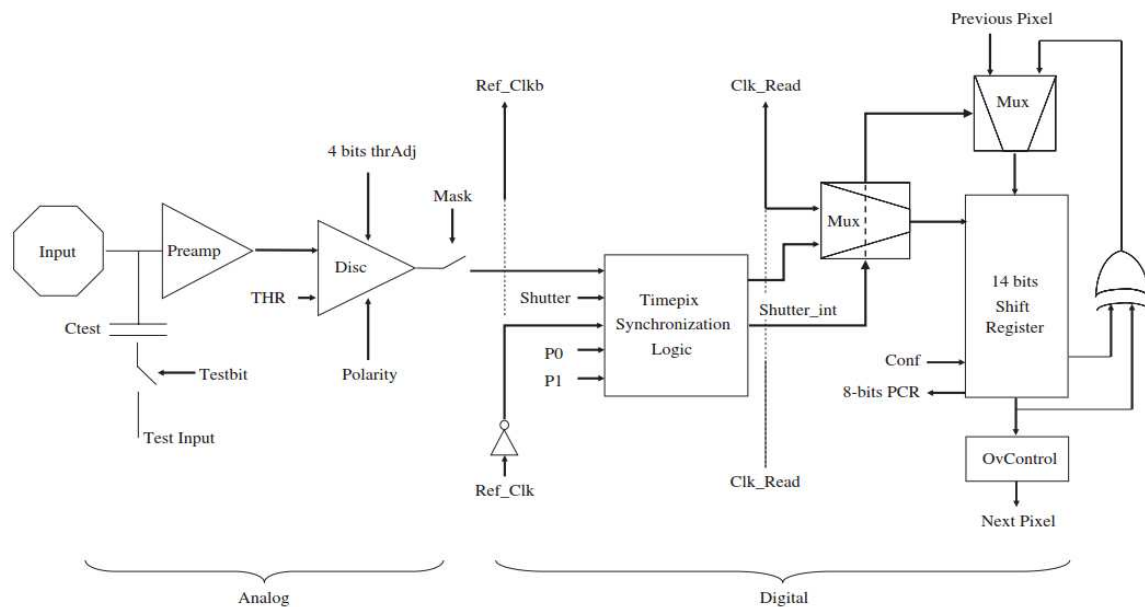 Previous Pixel
Ref_Clkb
Clk_Read
Mux
4 bits thrAdj
Mask
Mux
Input
Preamp
Disc
THR
Shutter
Timepix
Synchronization
Logic
Shutter_int
14 bits
Shift
Register
Ctest
Testbit
Polarity
P0
P1
Conf
8-bits PCR
Test Input
Ref_Clk
Clk_Read
OvControl
Next Pixel
Analog
Digital